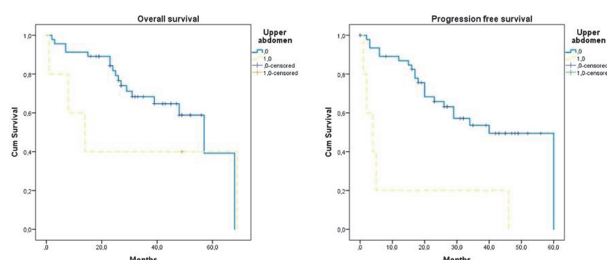 Overall survival
Upper
abdomen
,0
1,0
,0-censored
1,0-censored
1,0
0,8
0,6
0,4
0,2
0,0
Cum Survival
,0
20,0
40,0
60,0
Months
Progression free survival
Upper
abdomen
,0
1,0
,0-censored
1,0-censored
1,0
0,8
0,6
0,4
0,2
0,0
Cum Survival
,0
10,0
20,0
30,0
40,0
50,0
60,0
Months